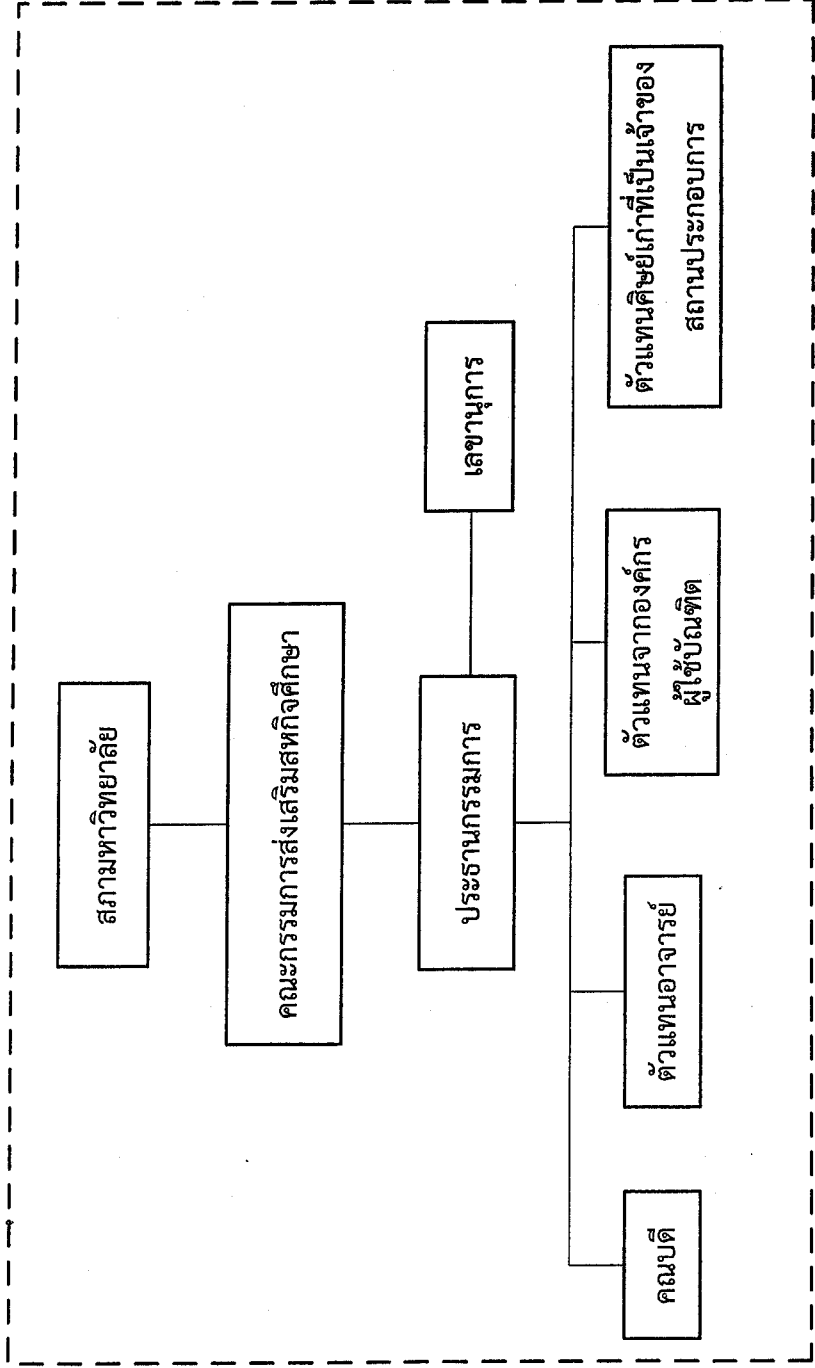 สภามหาวิทยาลัย
คณะกรรมการส่งเสริมสหกิจศึกษา
ประธานกรรมการ
เลขานุการ
คณบดี
ตัวแทนอาจารย์
ตัวแทนจากองค์กร
ผู้ใช้บัณฑิต
ตัวแทนศิษย์เก่าที่เป็นเจ้าของ
สถานประกอบการ